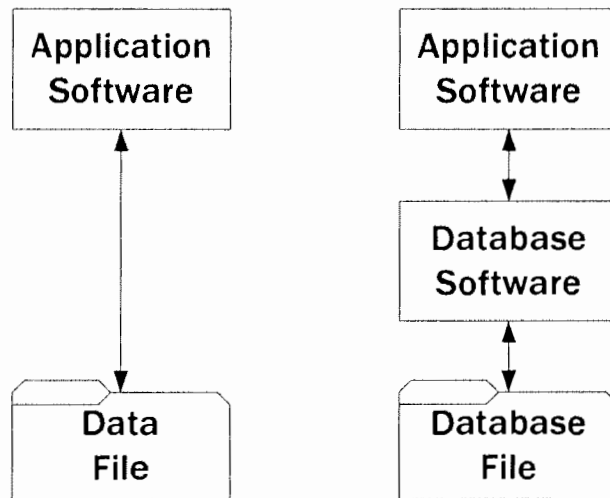 Application
Software
Data
File
Application
Software
Database
Software
Database
File